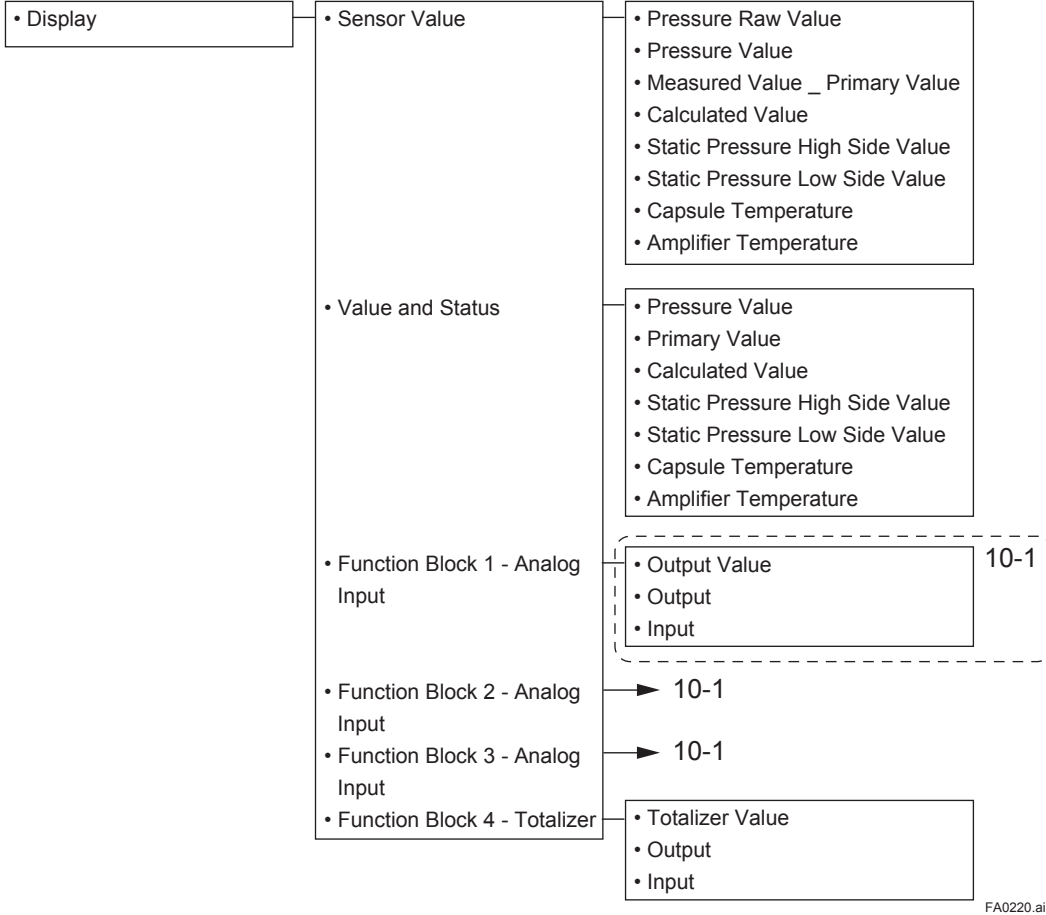 • Display
• Sensor Value
• Pressure Raw Value
• Pressure Value
• Measured Value _ Primary Value
• Calculated Value
• Static Pressure High Side Value
• Static Pressure Low Side Value
• Capsule Temperature
• Amplifier Temperature
• Value and Status
• Pressure Value
• Primary Value
• Calculated Value
• Static Pressure High Side Value
• Static Pressure Low Side Value
• Capsule Temperature
• Amplifier Temperature
• Function Block 1 - Analog
Input
• Output Value
• Output
• Input
10-1
• Function Block 2 - Analog
Input
10-1
• Function Block 3 - Analog
Input
10-1
• Function Block 4 - Totalizer
• Totalizer Value
• Output
• Input
FA0220.ai